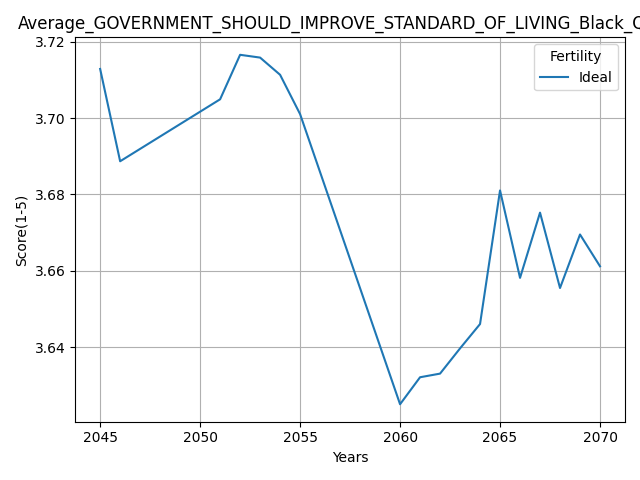 Average_GOVERNMENT_SHOULD_IMPROVE_STANDARD_OF_LIVING_Black_
Fertility
Ideal
3.72
3.70
3.68
3.66
3.64
Score(1-5)
2045 2050 2055 2060 2065 2070
Years